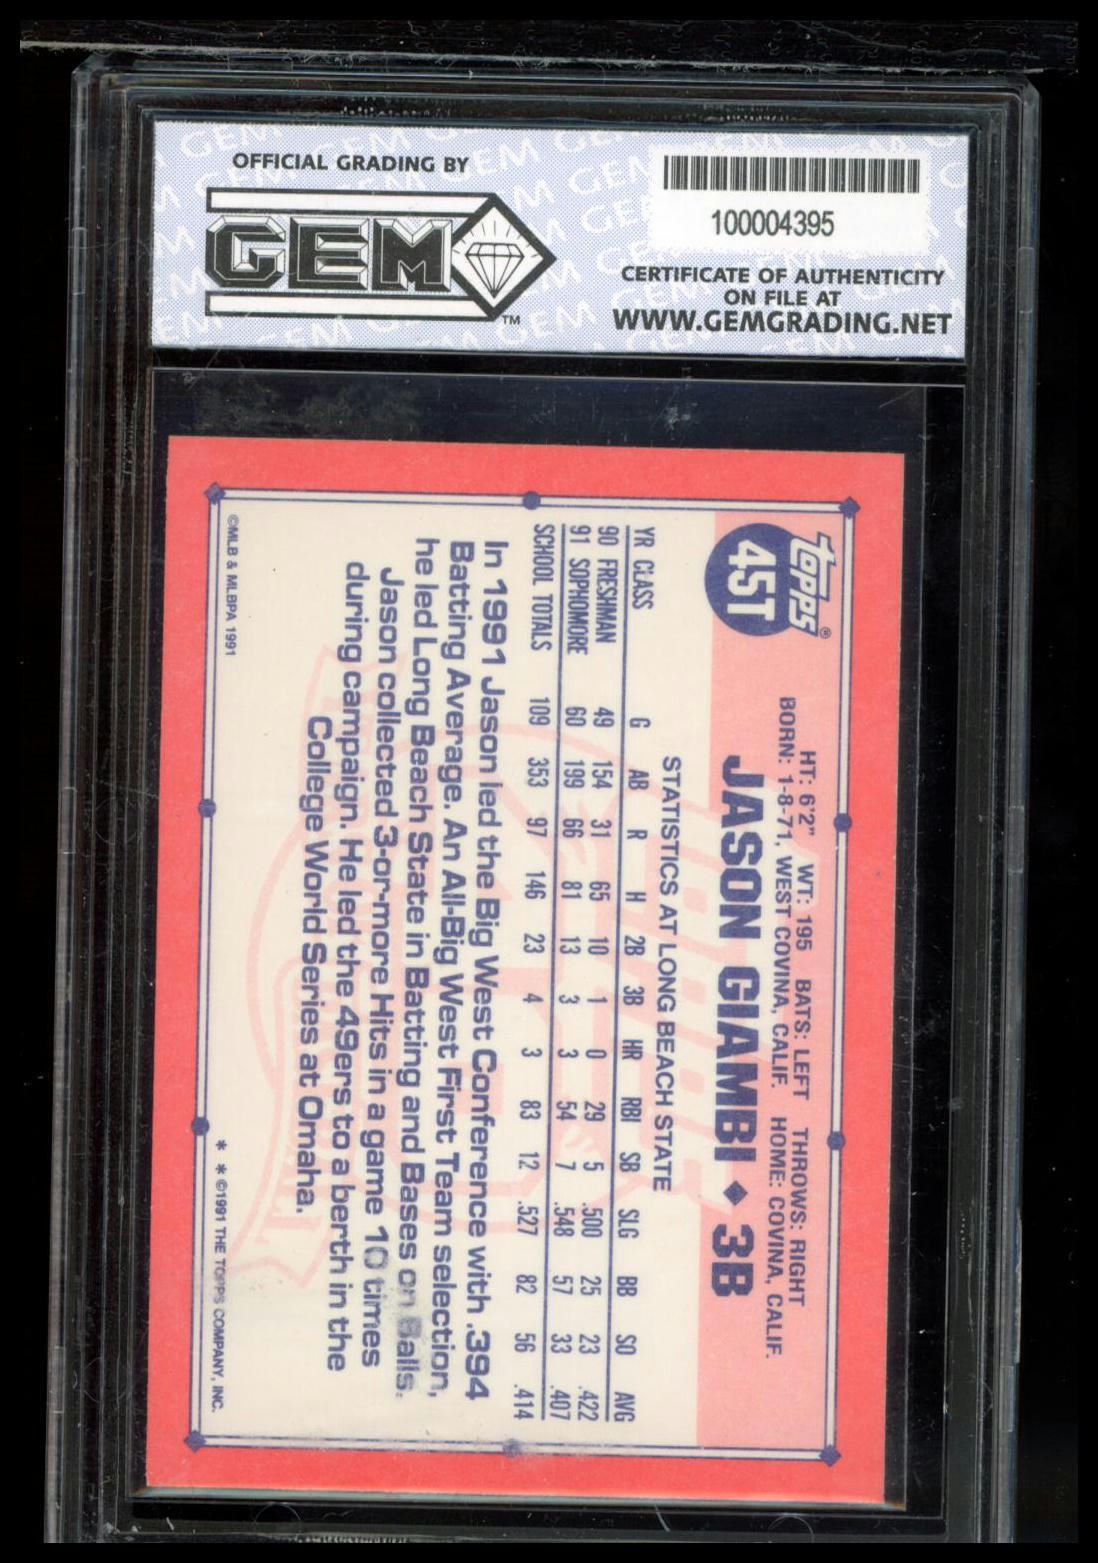 OFFICIAL GRADING BY
GEM
TM
100004395
CERTIFICATE OF AUTHENTICITY
ON FILE AT
WWW.GEMGRADING.NET
topps®
45T
HT: 6'2" WT: 195 BATS: LEFT THROWS: RIGHT
BORN: 1-8-71, WEST COVINA, CALIF. HOME: COVINA, CALIF.
JASON GIAMBI ♦ 3B
STATISTICS AT LONG BEACH STATE
YR CLASS G AB R H 2B 3B HR RBI SB SLG BB SO AVG
90 FRESHMAN 49 154 31 65 10 1 0 29 5 .500 25 23 .422
91 SOPHOMORE 60 199 66 81 13 3 3 54 7 .548 57 33 .407
SCHOOL TOTALS 109 353 97 146 23 4 3 83 12 .527 82 56 .414
In 1991 Jason led the Big West Conference with .394
Batting Average. An All-Big West First Team selection,
he led Long Beach State in Batting and Bases on Balls.
Jason collected 3-or-more Hits in a game 10 times
during campaign. He led the 49ers to a berth in the
College World Series at Omaha.
©MLB & MLBPA 1991
* * ©1991 THE TOPPS COMPANY, INC.